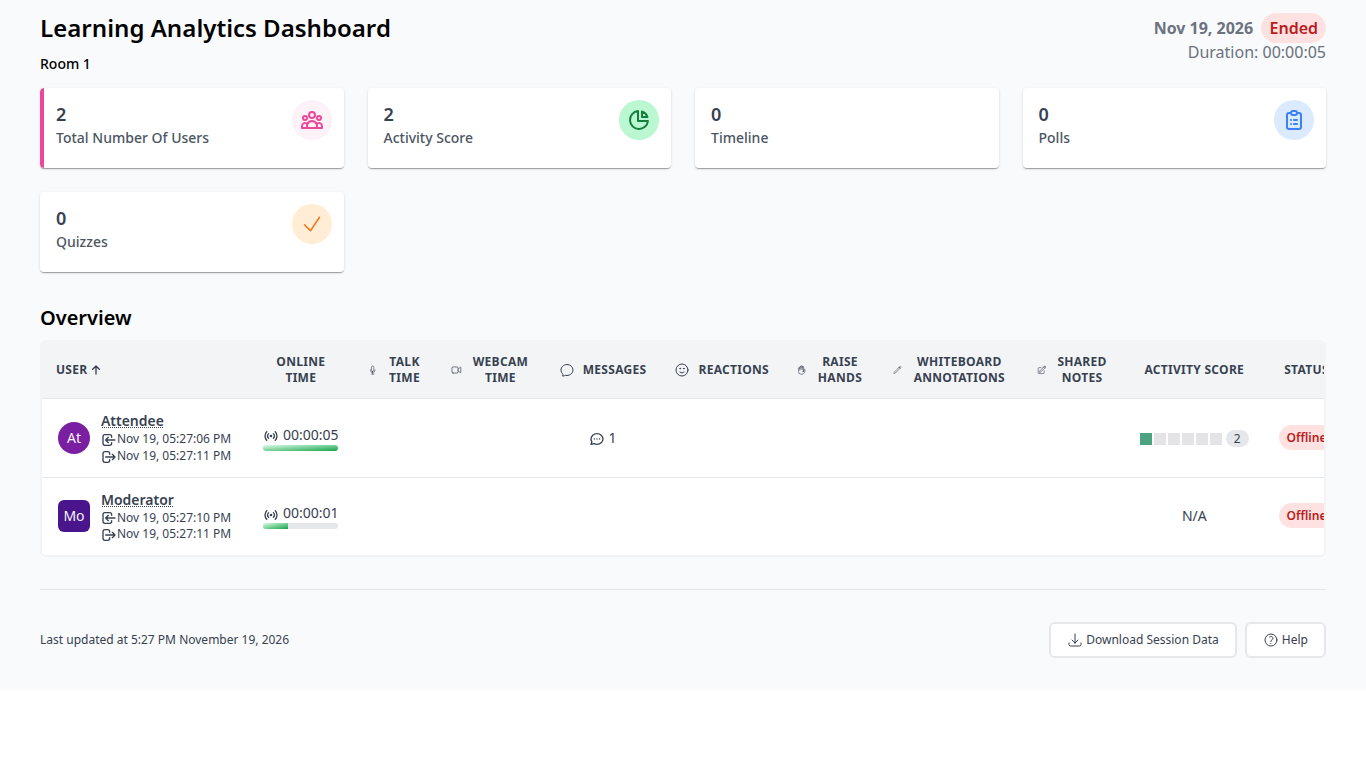 Learning Analytics Dashboard
Nov 19, 2026 Ended
Duration: 00:00:05
Room 1
2
Total Number Of Users
2
Activity Score
0
Timeline
0
Polls
0
Quizzes
Overview
USER ONLINE TIME TALK TIME WEBCAM TIME MESSAGES REACTIONS RAISE HANDS WHITEBOARD ANNOTATIONS SHARED NOTES ACTIVITY SCORE STATUS
At Attendee
Nov 19, 05:27:06 PM
Nov 19, 05:27:11 PM
00:00:05 1 2 Offline
Mo Moderator
Nov 19, 05:27:10 PM
Nov 19, 05:27:11 PM
00:00:01 N/A Offline
Last updated at 5:27 PM November 19, 2026
Download Session Data Help